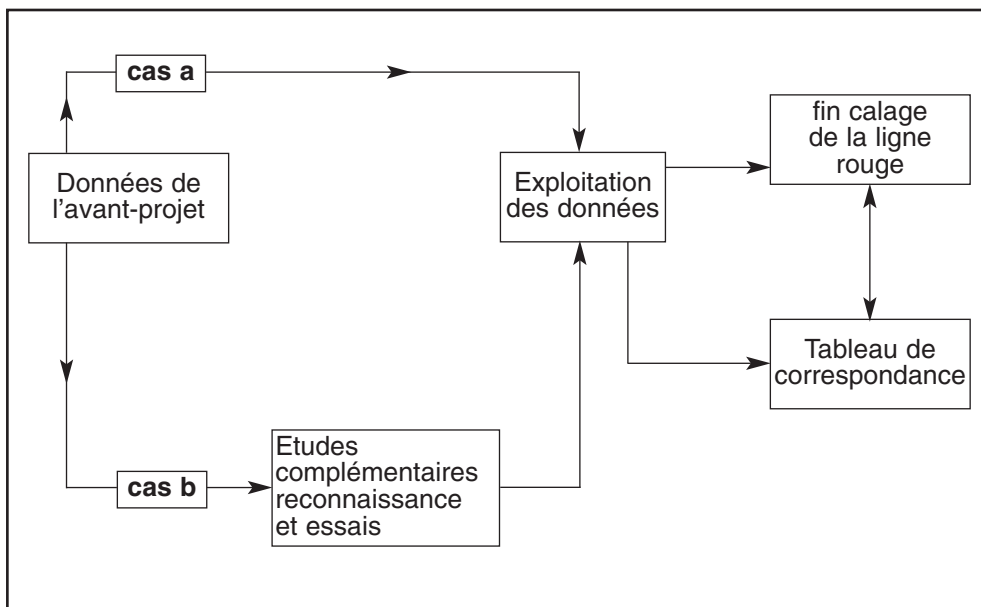 cas a
Données de
l'avant-projet
Exploitation
des données
fin calage
de la ligne
rouge
Tableau de
correspondance
cas b
Etudes
complémentaires
reconnaissance
et essais